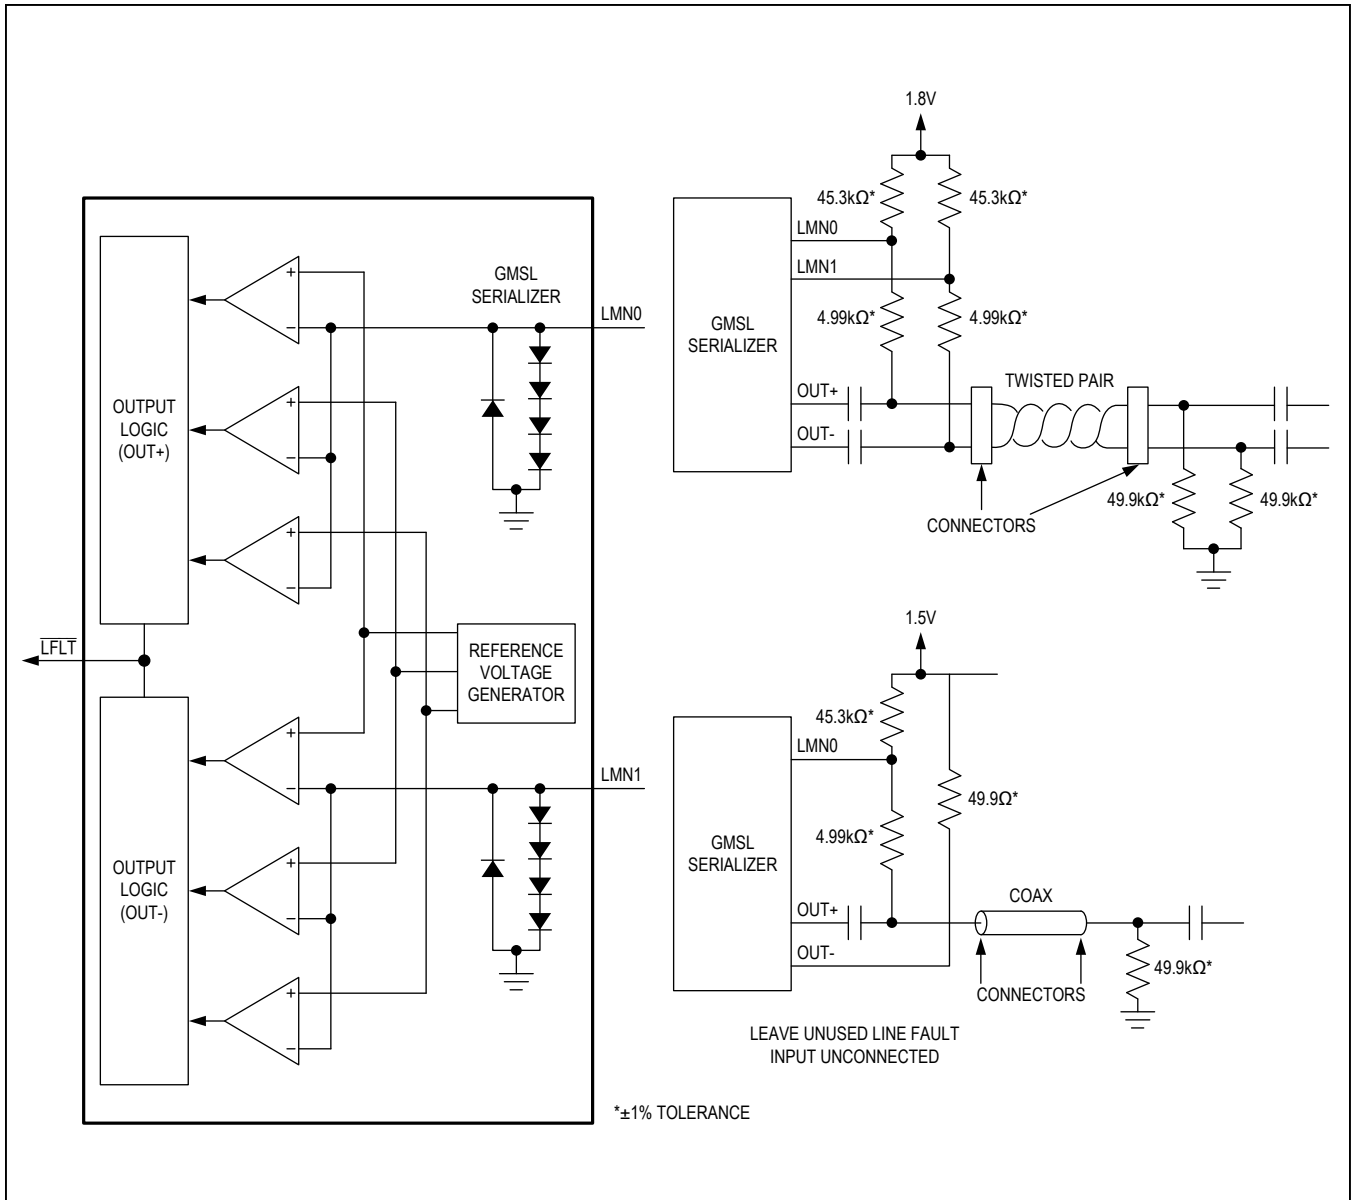 GMSL
SERIALIZER
LMN0
OUTPUT
LOGIC
(OUT+)
+
−
+
−
+
−
LFLT
REFERENCE
VOLTAGE
GENERATOR
OUTPUT
LOGIC
(OUT-)
+
−
+
−
+
−
LMN1
1.8V
45.3kΩ*
45.3kΩ*
LMN0
LMN1
GMSL
SERIALIZER
4.99kΩ*
4.99kΩ*
OUT+
OUT-
TWISTED PAIR
CONNECTORS
49.9kΩ*
49.9kΩ*
1.5V
45.3kΩ*
LMN0
49.9Ω*
GMSL
SERIALIZER
4.99kΩ*
OUT+
OUT-
COAX
CONNECTORS
49.9kΩ*
LEAVE UNUSED LINE FAULT
INPUT UNCONNECTED
*±1% TOLERANCE